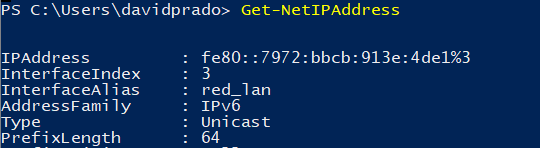 PS C:\Users\davidprado> Get-NetIPAddress
IPAddress : fe80::7972:bbcb:913e:4de1%3
InterfaceIndex : 3
InterfaceAlias : red_lan
AddressFamily : IPv6
Type : Unicast
PrefixLength : 64